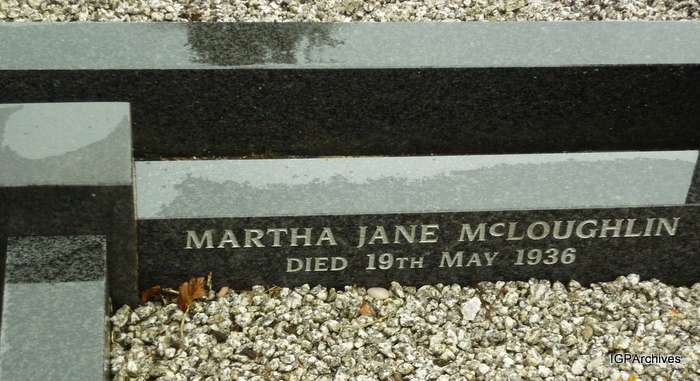 MARTHA JANE McLOUGHLIN
DIED 19TH MAY 1936
IGPArchives